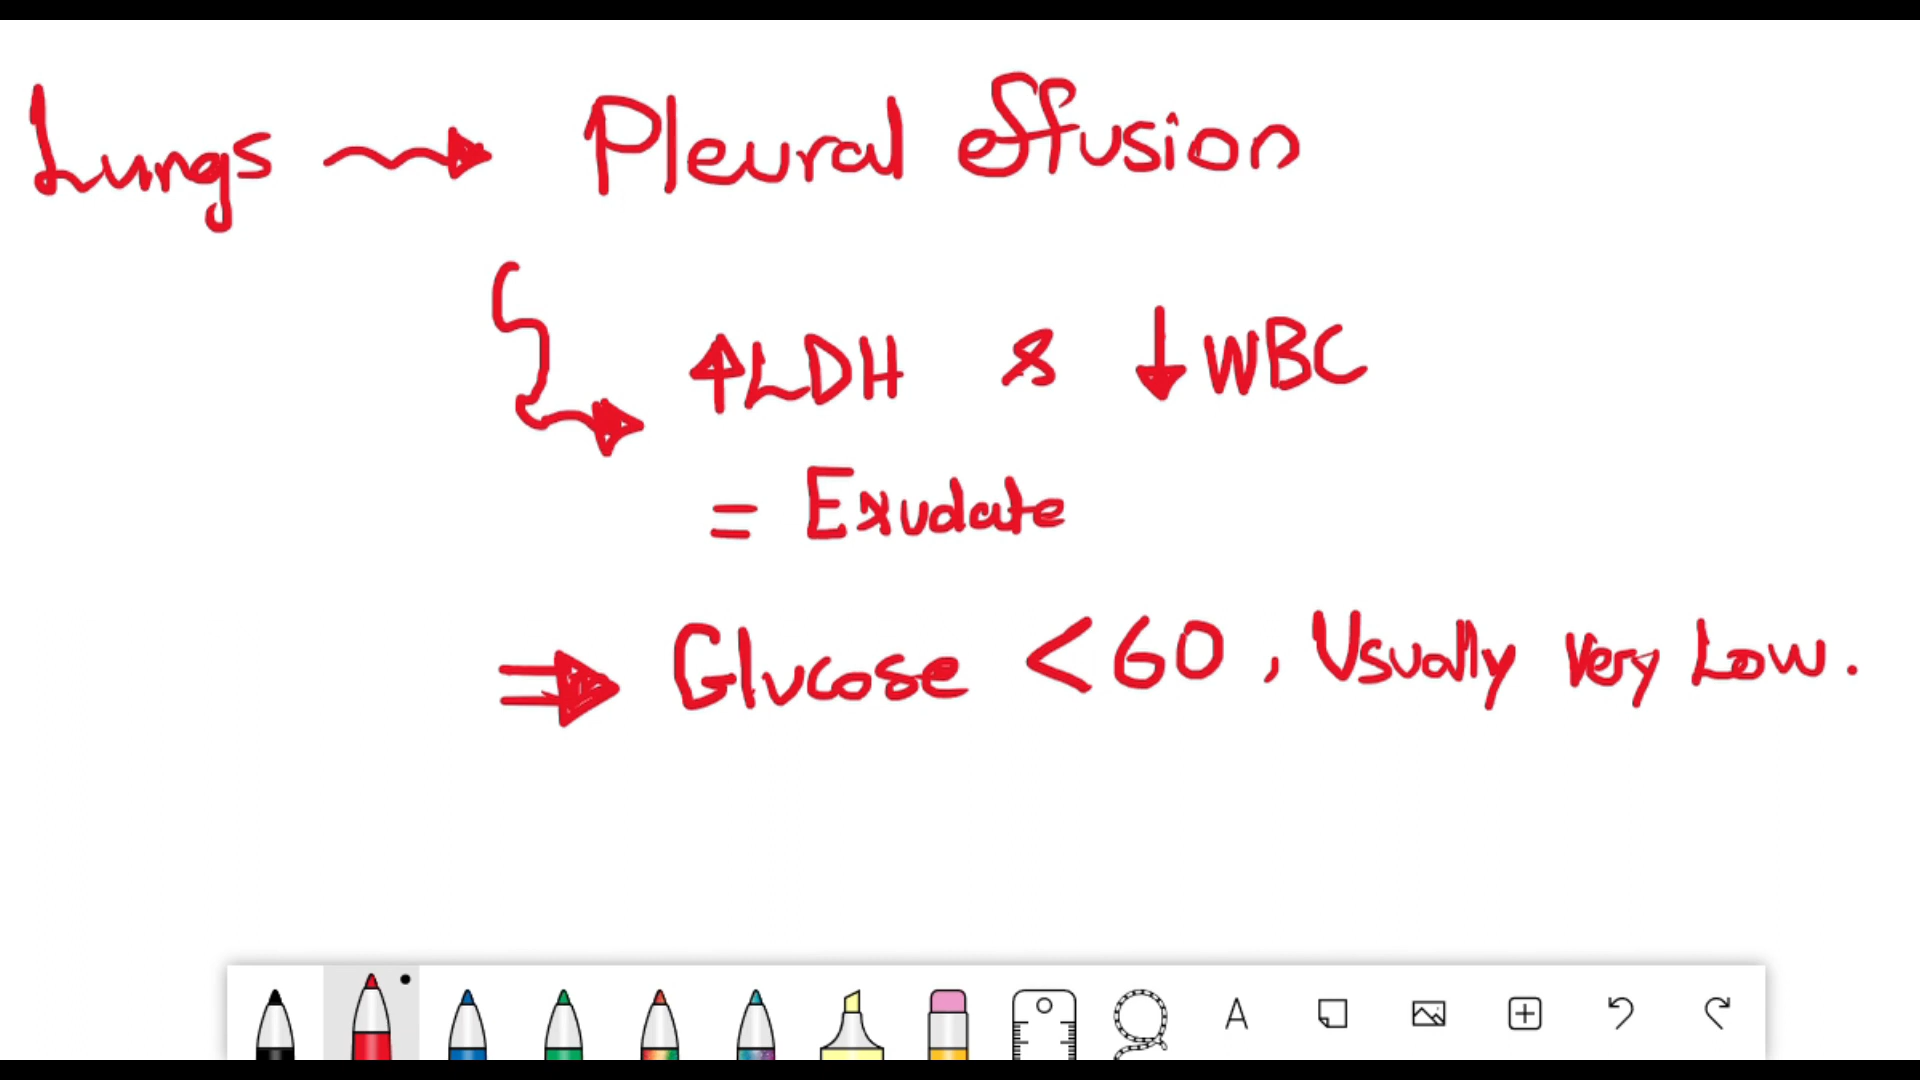 Lungs → Pleural effusion
↑LDH & ↓WBC
= Exudate
⇒ Glucose < 60, Usually Very Low.
A